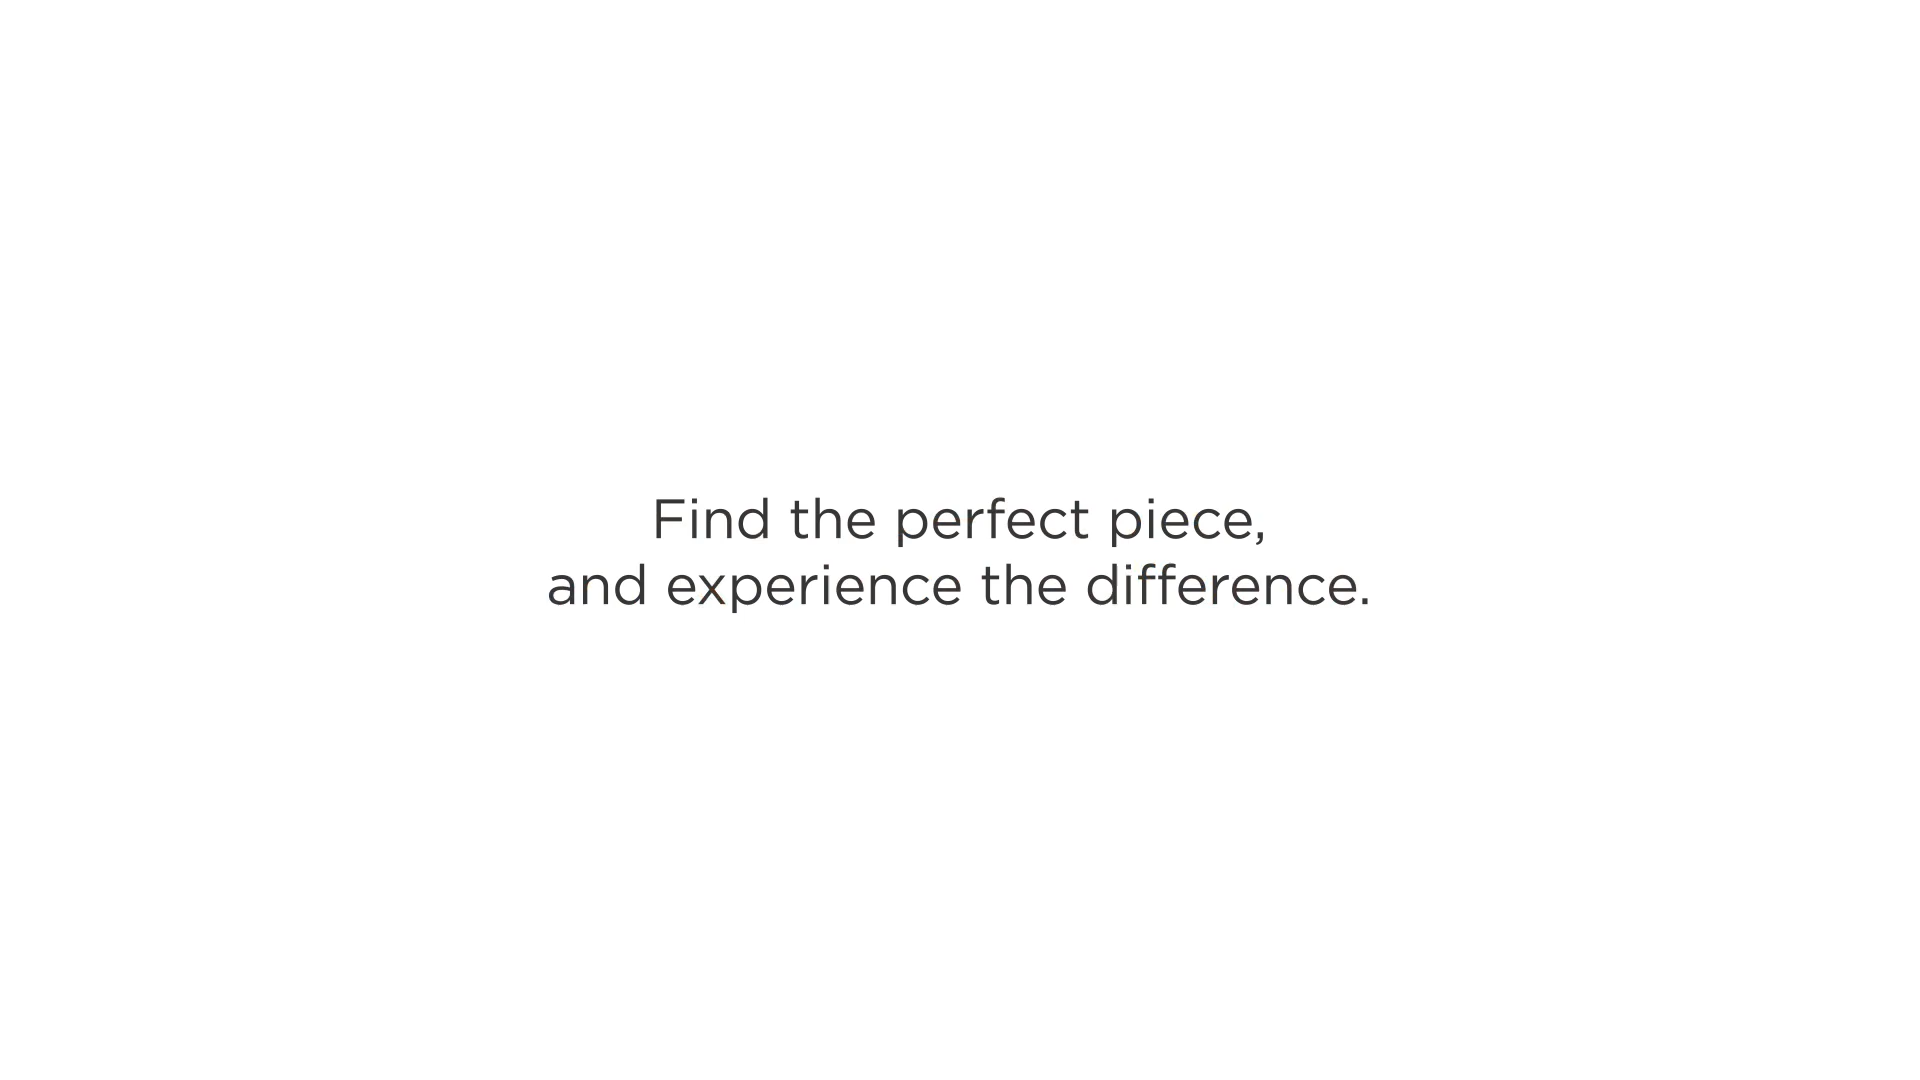 Find the perfect piece,
and experience the difference.